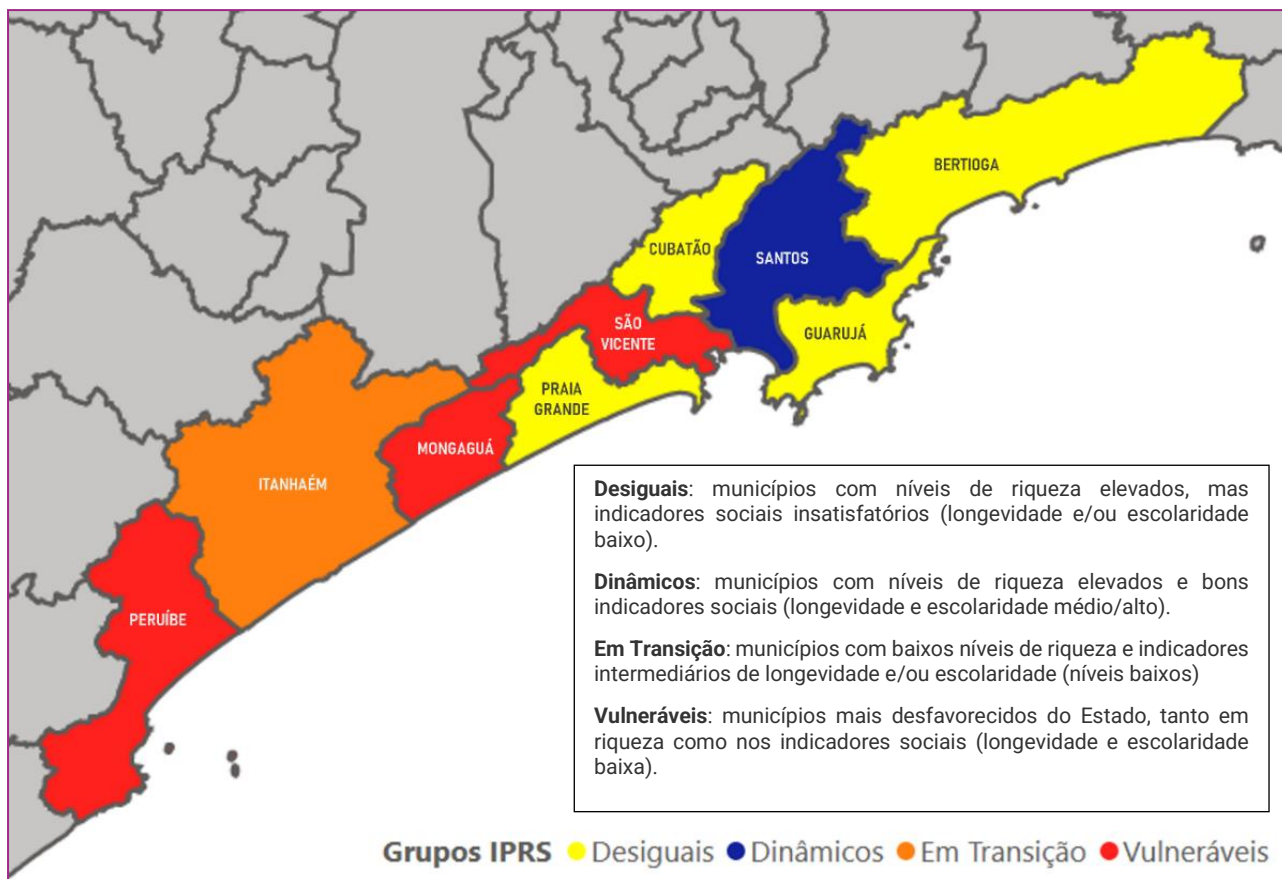 BERTIOGA
CUBATÃO
SANTOS
SÃO
VICENTE
GUARUJÁ
PRAIA
GRANDE
MONGAGUÁ
ITANHAÉM
PERUÍBE
Desiguais: municípios com níveis de riqueza elevados, mas
indicadores sociais insatisfatórios (longevidade e/ou escolaridade
baixo).
Dinâmicos: municípios com níveis de riqueza elevados e bons
indicadores sociais (longevidade e escolaridade médio/alto).
Em Transição: municípios com baixos níveis de riqueza e indicadores
intermediários de longevidade e/ou escolaridade (níveis baixos)
Vulneráveis: municípios mais desfavorecidos do Estado, tanto em
riqueza como nos indicadores sociais (longevidade e escolaridade
baixa).
Grupos IPRS Desiguais Dinâmicos Em Transição Vulneráveis